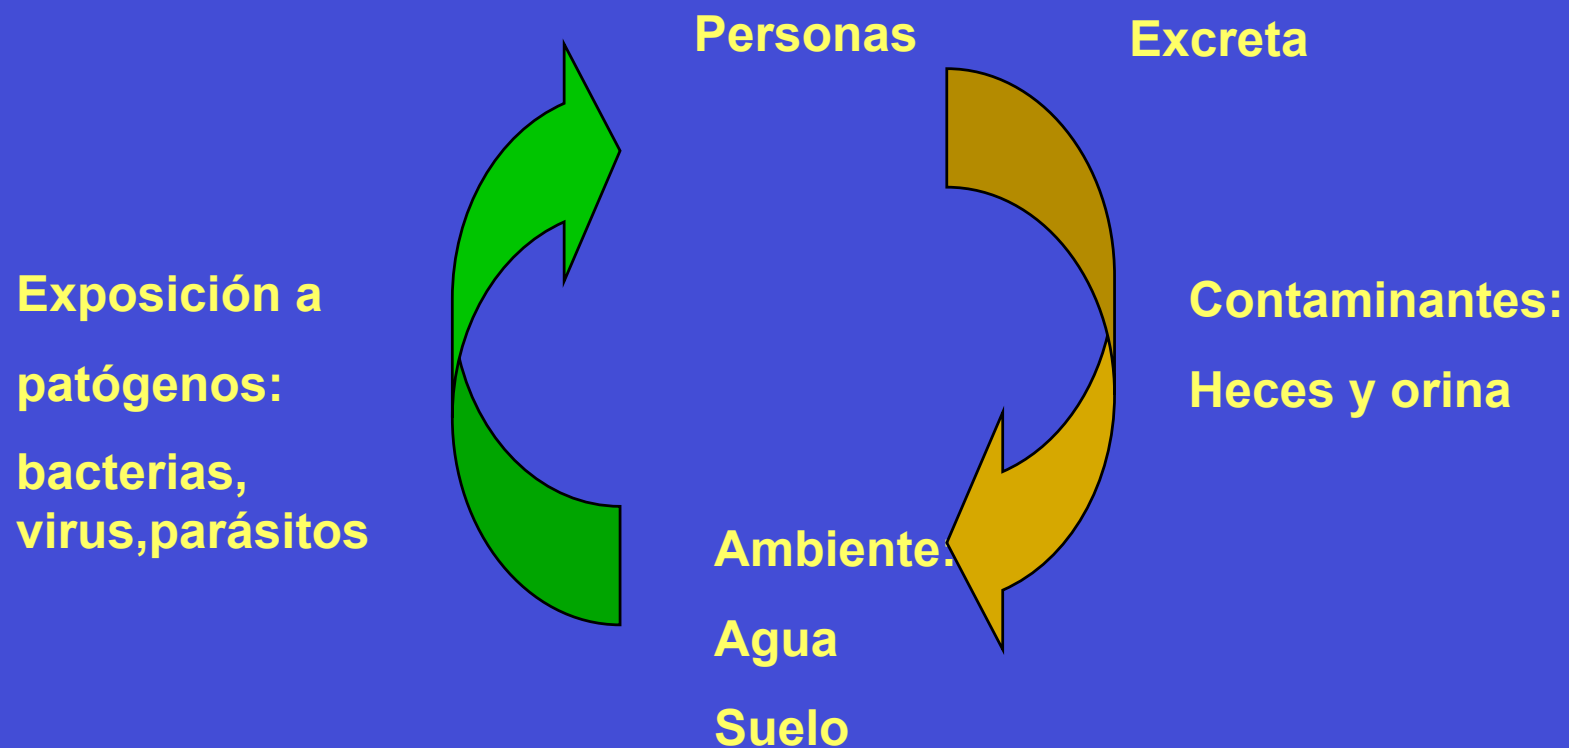 Personas
Excreta
Exposición a
patógenos:
bacterias,
virus,parásitos
Contaminantes:
Heces y orina
Ambiente:
Agua
Suelo